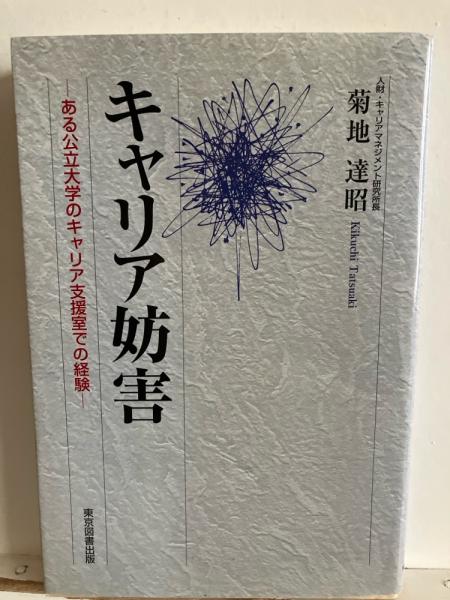 人財・キャリアマネジメント研究所長
菊地 達昭
Kikuchi Tatsuaki
キャリア妨害
―ある公立大学のキャリア支援室での経験―
東京図書出版